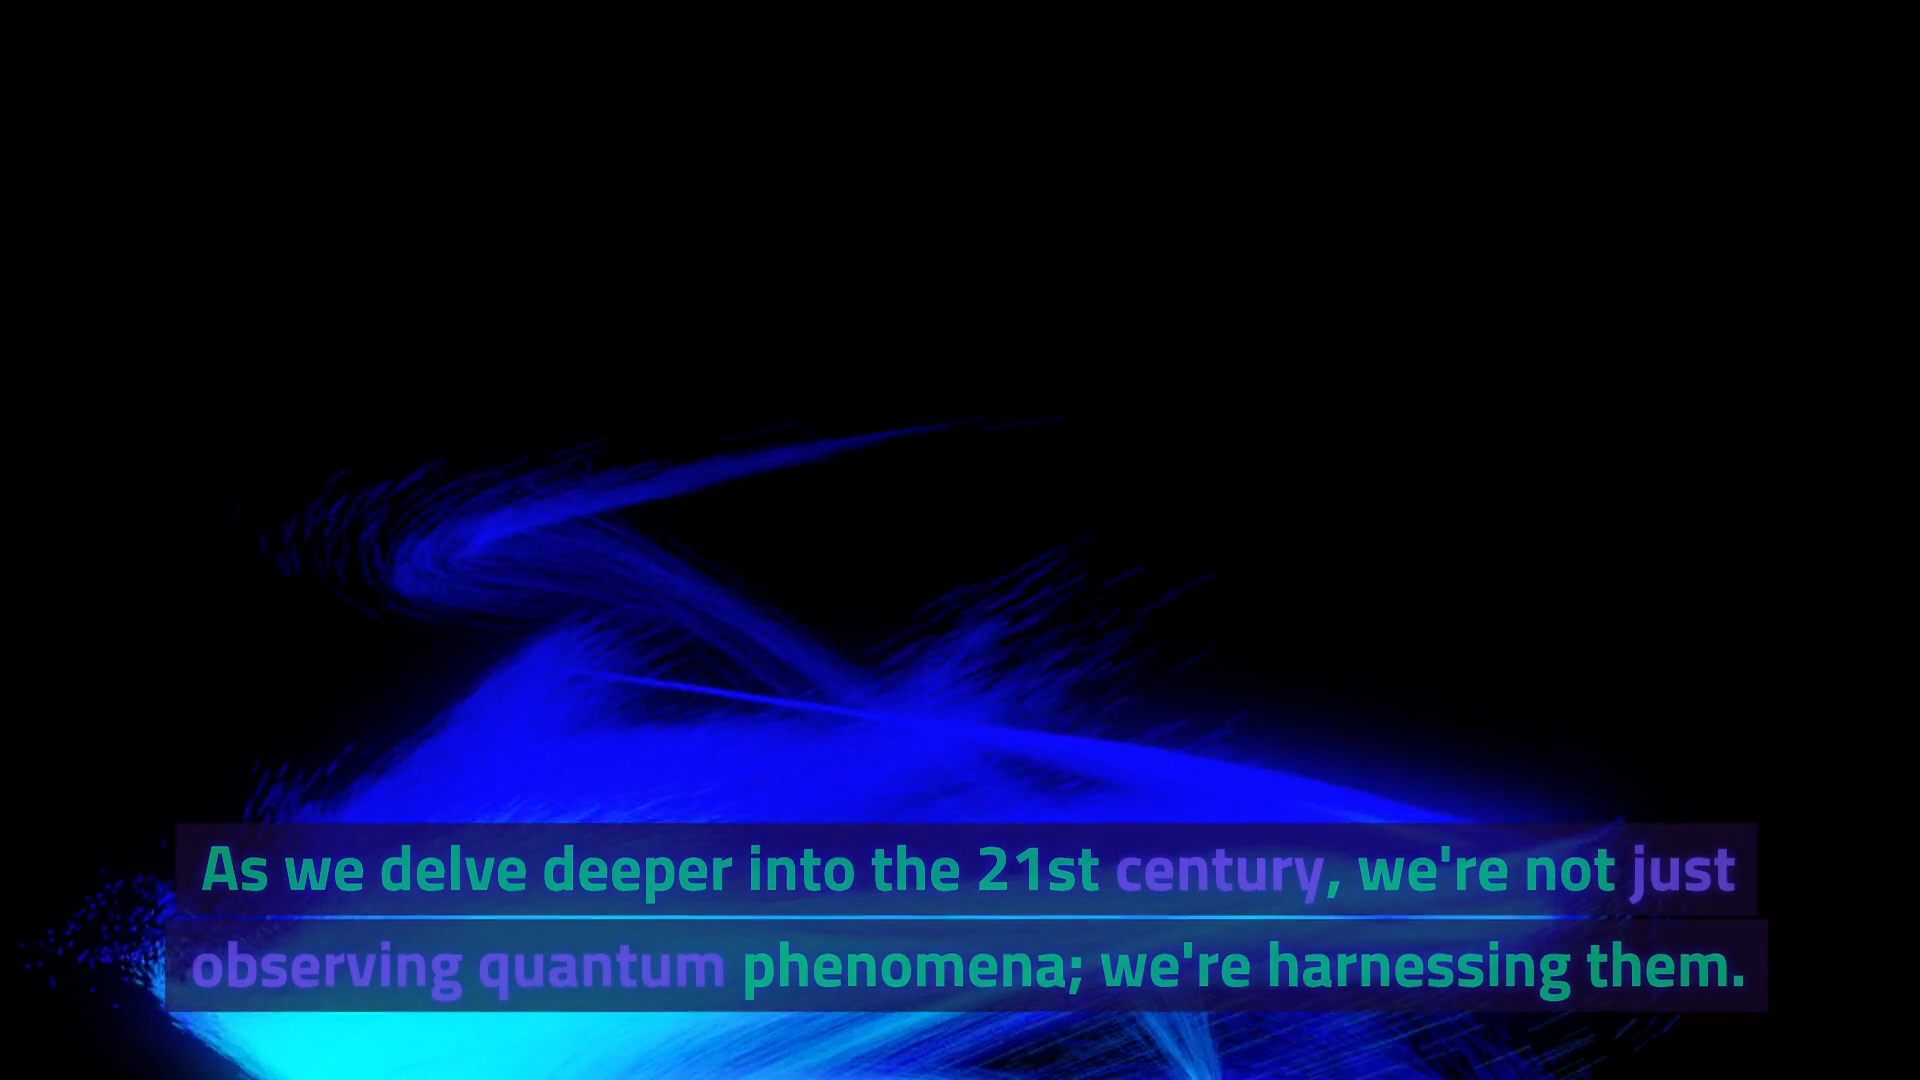 As we delve deeper into the 21st century, we're not just
observing quantum phenomena; we're harnessing them.